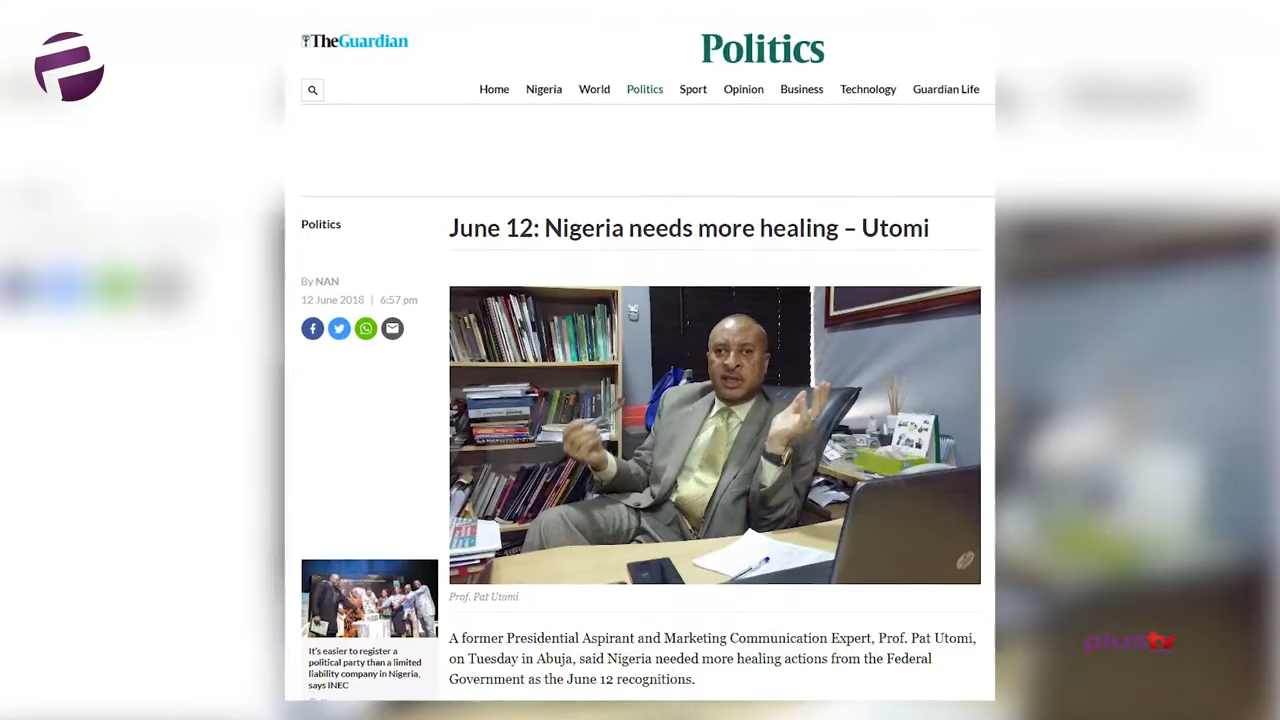 TheGuardian
Politics
Home Nigeria World Politics Sport Opinion Business Technology Guardian Life
Politics
June 12: Nigeria needs more healing – Utomi
By NAN
12 June 2018 | 6:57 pm
Prof. Pat Utomi
A former Presidential Aspirant and Marketing Communication Expert, Prof. Pat Utomi,
on Tuesday in Abuja, said Nigeria needed more healing actions from the Federal
Government as the June 12 recognitions.
It's easier to register a
political party than a limited
liability company in Nigeria,
says INEC
plustv